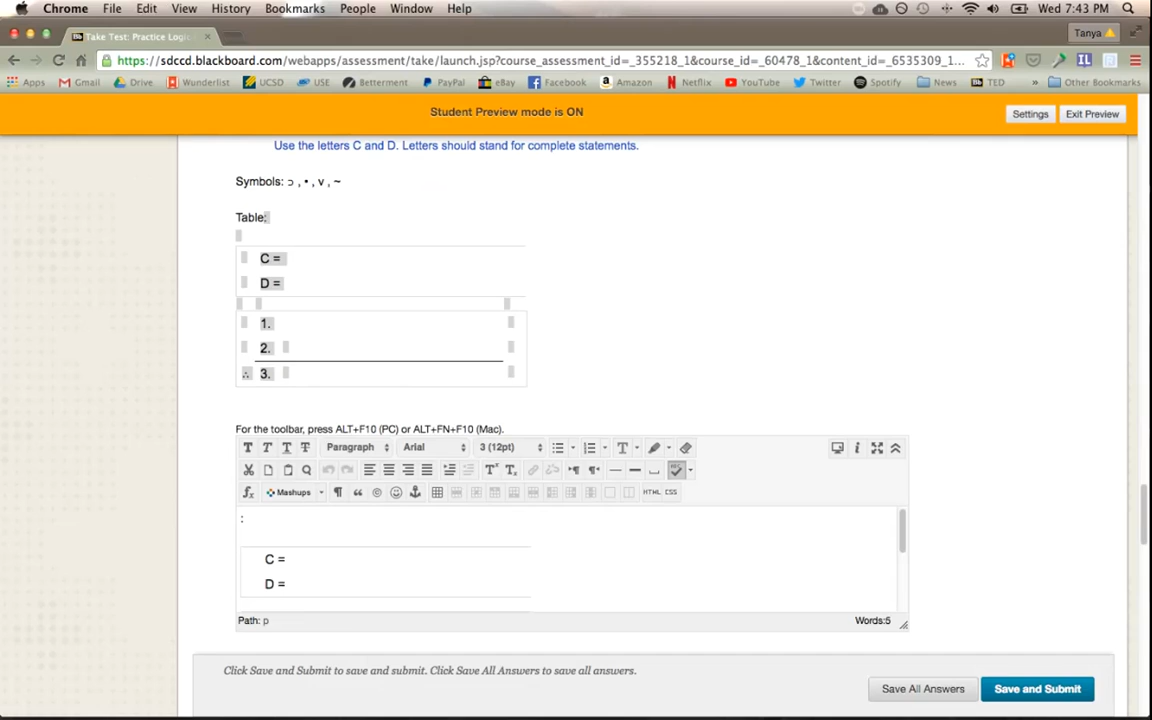 Chrome File Edit View History Bookmarks People Window Help Wed 7:43 PM
Take Test: Practice Logic Tanya
https://sdccd.blackboard.com/webapps/assessment/take/launch.jsp?course_assessment_id=_355218_1&course_id=_60478_1&content_id=_6535309_1...
Apps Gmail Drive Wunderlist UCSD USE Betterment PayPal eBay Facebook Amazon Netflix YouTube Twitter Spotify News TED Other Bookmarks
Student Preview mode is ON Settings Exit Preview
Use the letters C and D. Letters should stand for complete statements.
Symbols: ⊃ , • , v , ~
Table:
C =
D =
1.
2.
∴ 3.
For the toolbar, press ALT+F10 (PC) or ALT+FN+F10 (Mac).
T T T T Paragraph Arial 3 (12pt) T
T T ABC
fx Mashups HTML CSS
:
C =
D =
Path: p Words:5
Click Save and Submit to save and submit. Click Save All Answers to save all answers.
Save All Answers Save and Submit